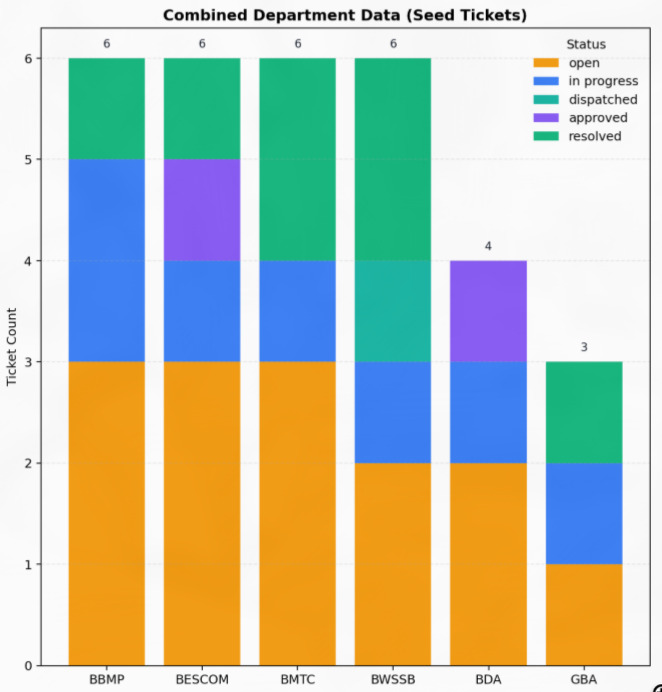 Combined Department Data (Seed Tickets)
6 6 6 6
Status
open
in progress
dispatched
approved
resolved
4
3
Ticket Count
6
5
4
3
2
1
0
BBMP BESCOM BMTC BWSSB BDA GBA